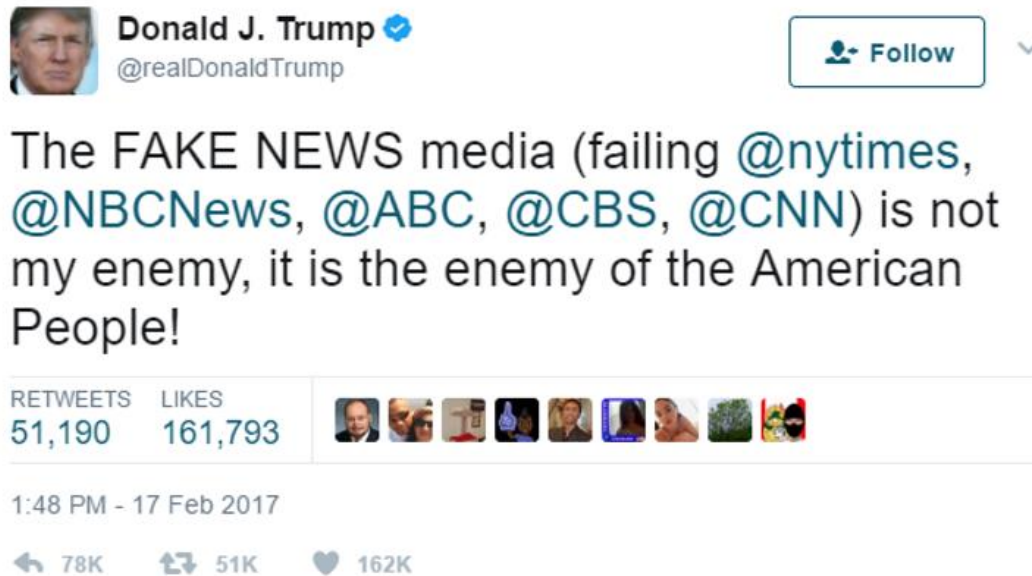 Donald J. Trump
@realDonaldTrump
Follow
The FAKE NEWS media (failing @nytimes,
@NBCNews, @ABC, @CBS, @CNN) is not
my enemy, it is the enemy of the American
People!
RETWEETS LIKES
51,190 161,793
1:48 PM - 17 Feb 2017
78K 51K 162K